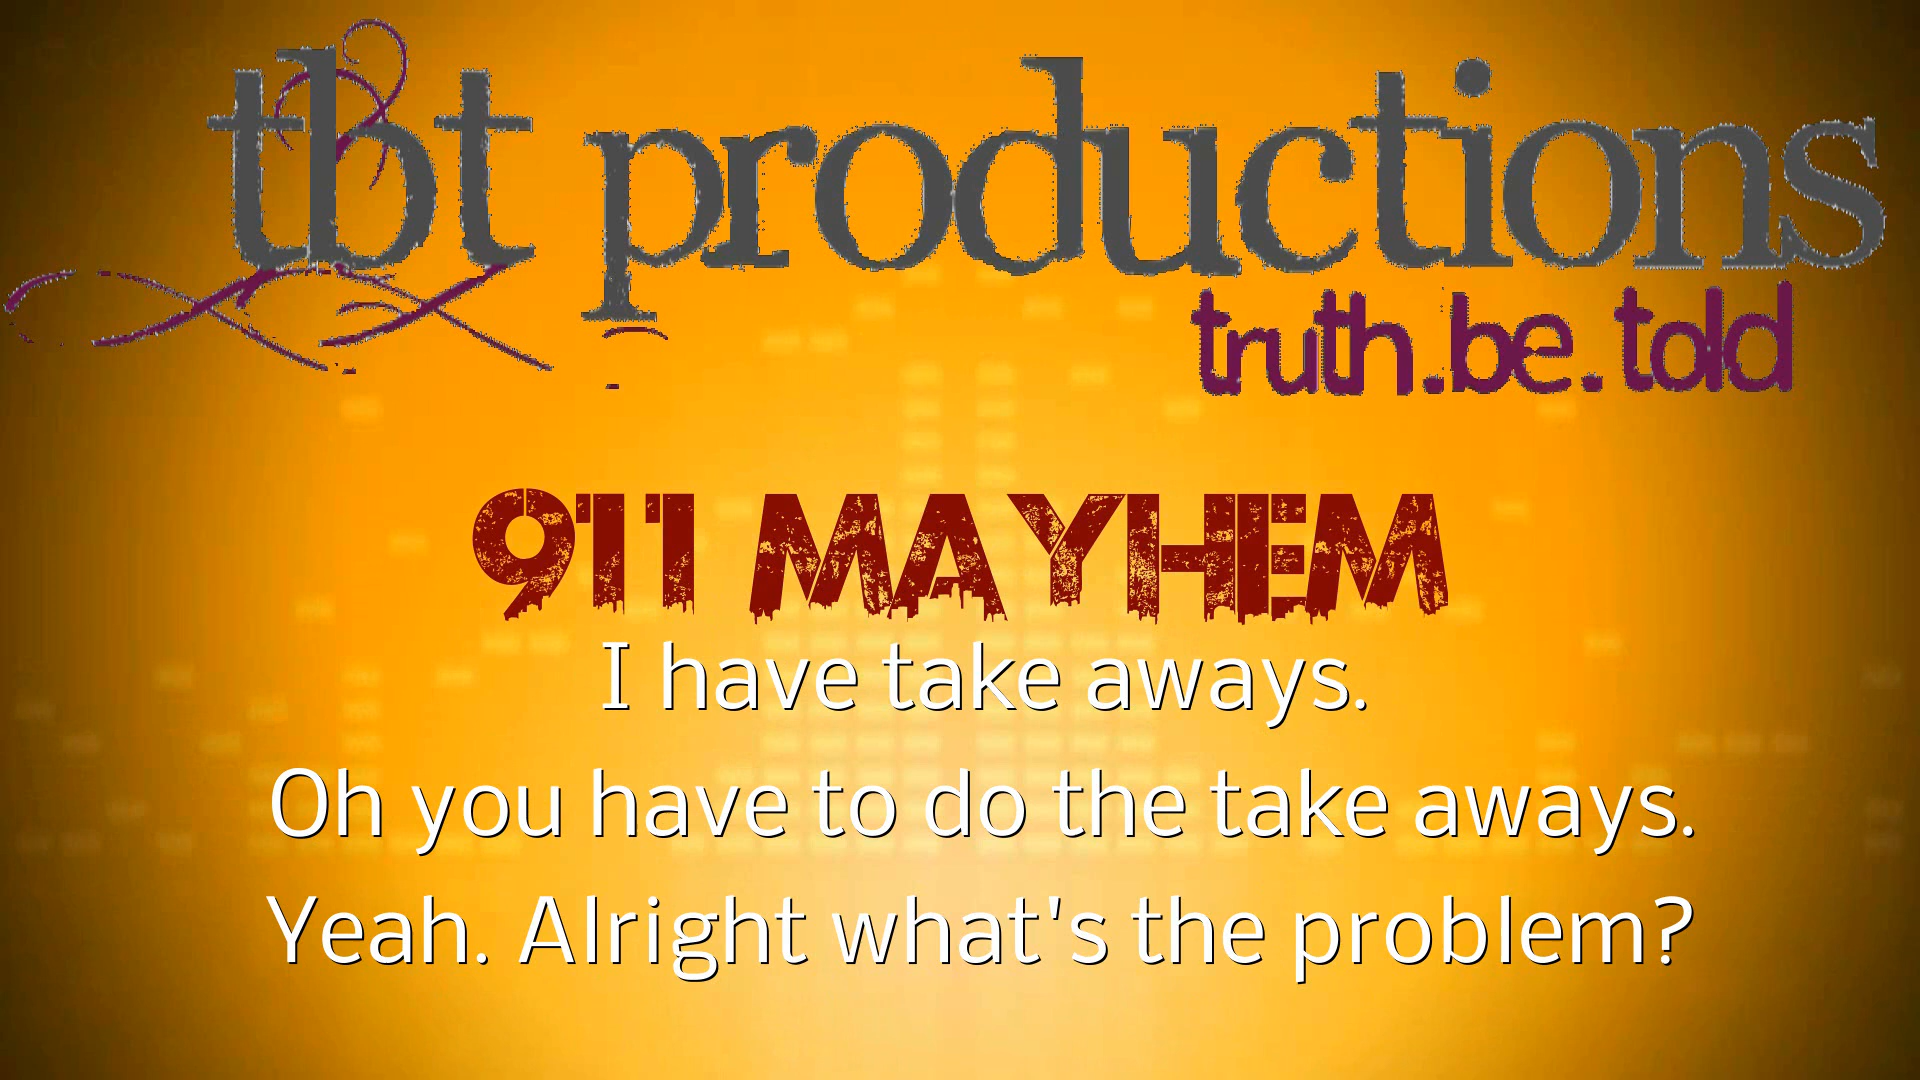 tbt productions
truth.be.told
911 MAYHEM
I have take aways.
Oh you have to do the take aways.
Yeah. Alright what's the problem?